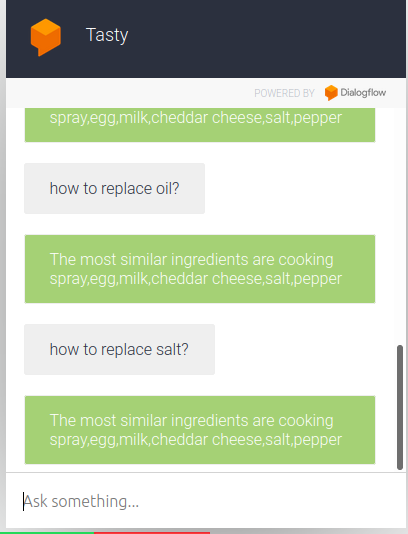 Tasty
POWERED BY Dialogflow
spray,egg,milk,cheddar cheese,salt,pepper
how to replace oil?
The most similar ingredients are cooking
spray,egg,milk,cheddar cheese,salt,pepper
how to replace salt?
The most similar ingredients are cooking
spray,egg,milk,cheddar cheese,salt,pepper
Ask something...